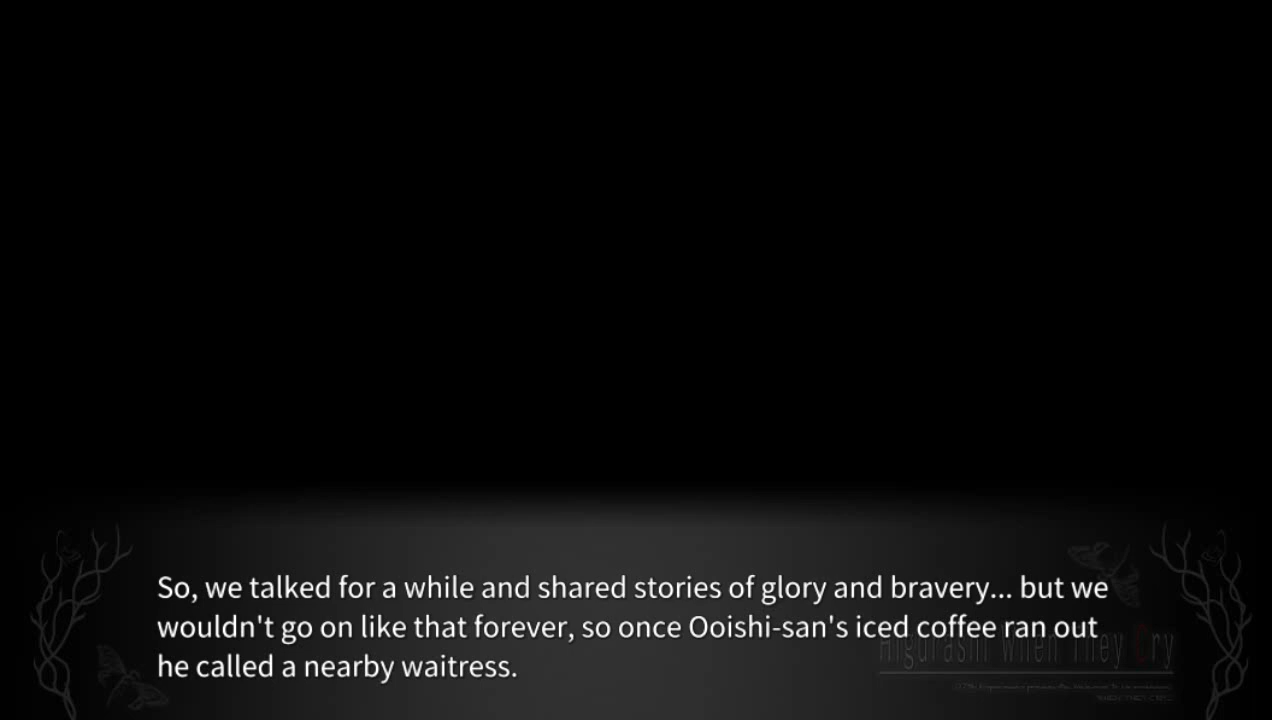 So, we talked for a while and shared stories of glory and bravery... but we
wouldn't go on like that forever, so once Ooishi-san's iced coffee ran out
he called a nearby waitress.
Higurashi When They Cry